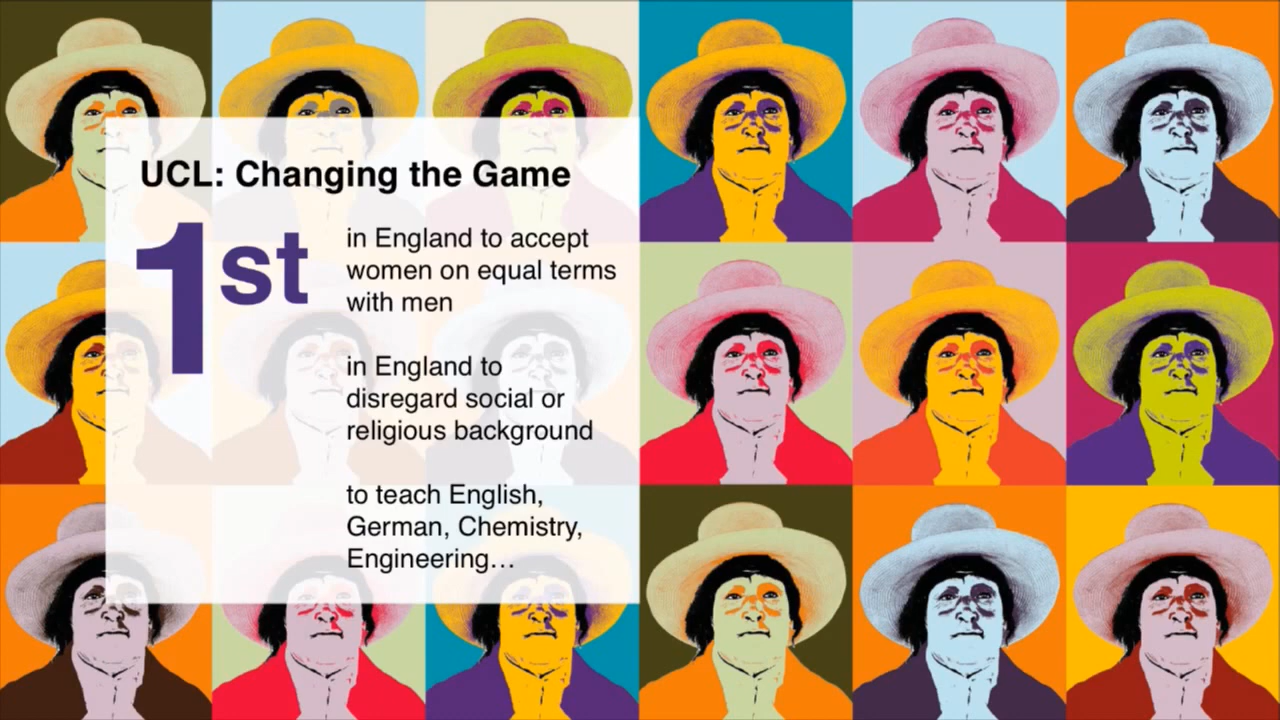 UCL: Changing the Game
1st
in England to accept
women on equal terms
with men
in England to
disregard social or
religious background
to teach English,
German, Chemistry,
Engineering…